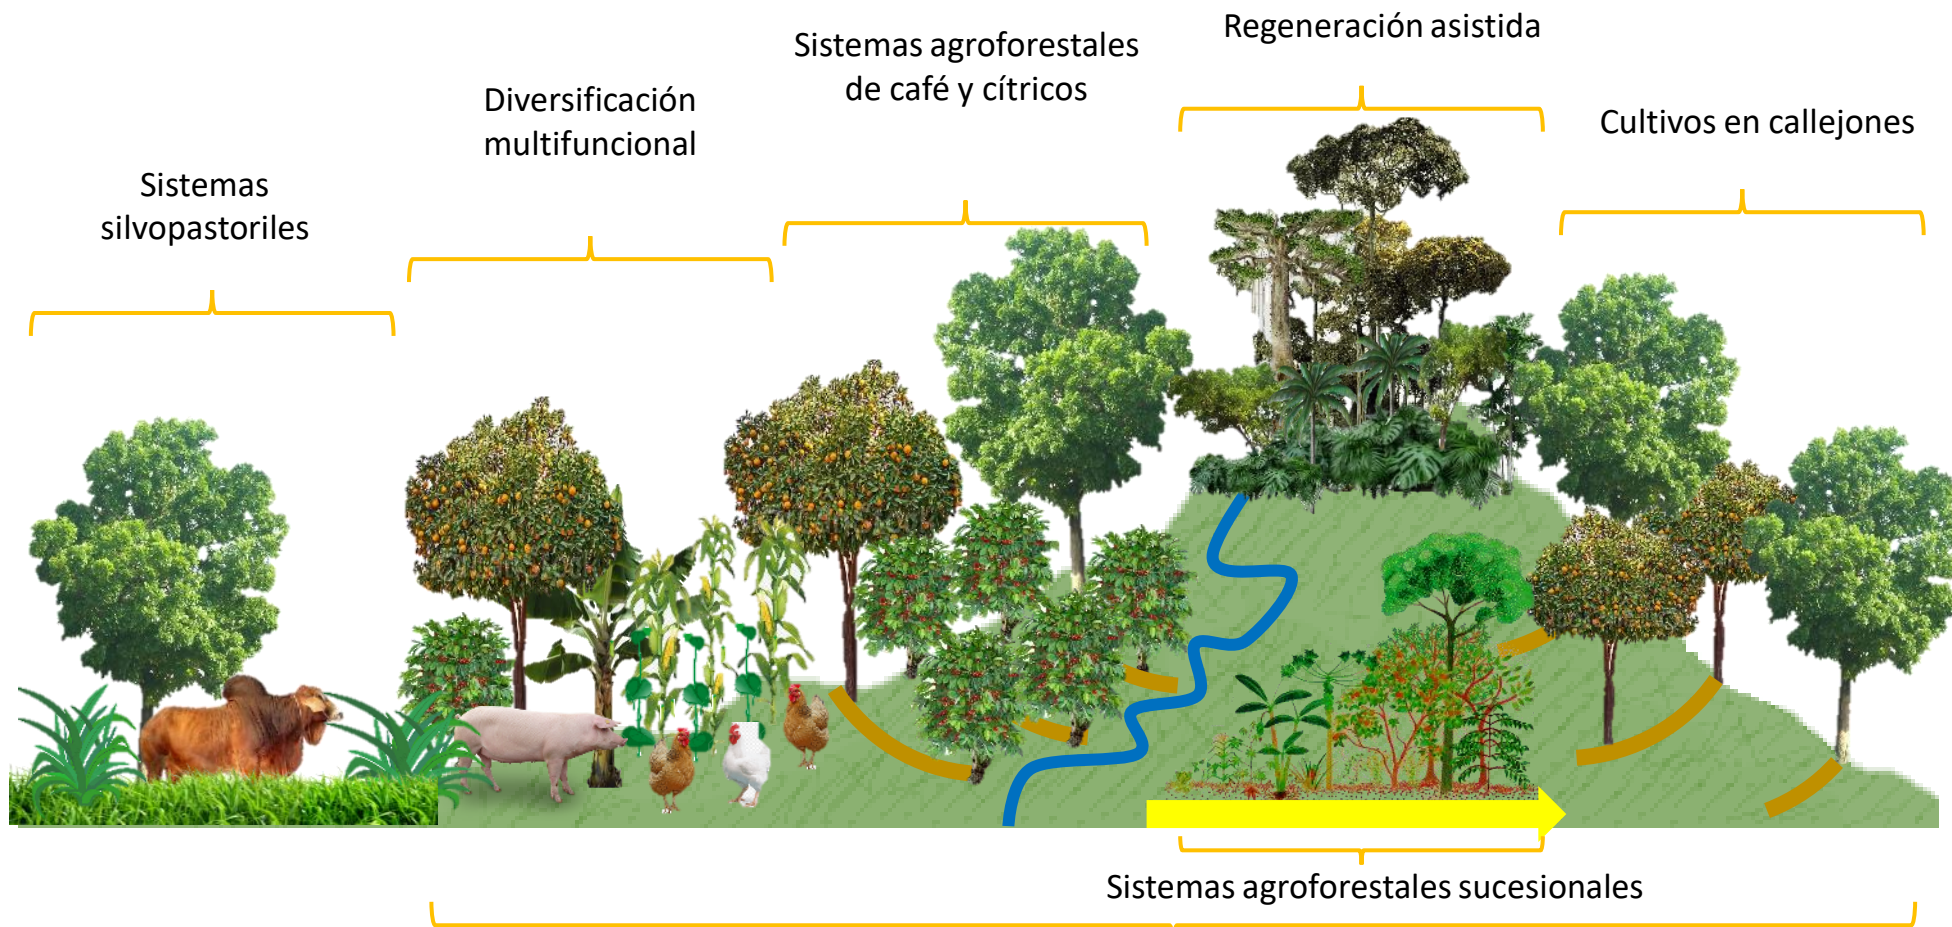 Regeneración asistida
Sistemas agroforestales
de café y cítricos
Diversificación
multifuncional
Cultivos en callejones
Sistemas
silvopastoriles
Sistemas agroforestales sucesionales